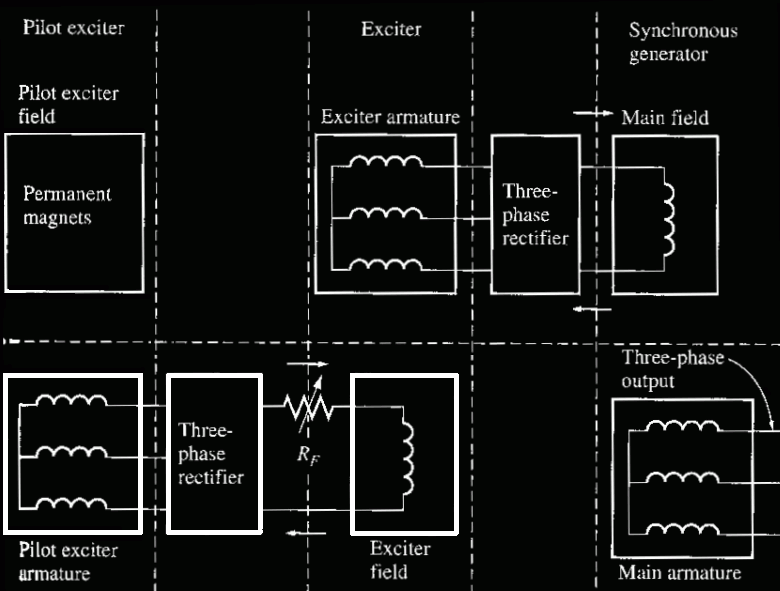 Pilot exciter
Exciter
Synchronous
generator
Pilot exciter
field
Permanent
magnets
Exciter armature
Three-
phase
rectifier
Main field
Three-
phase
rectifier
R_F
Pilot exciter
armature
Exciter
field
Three-phase
output
Main armature